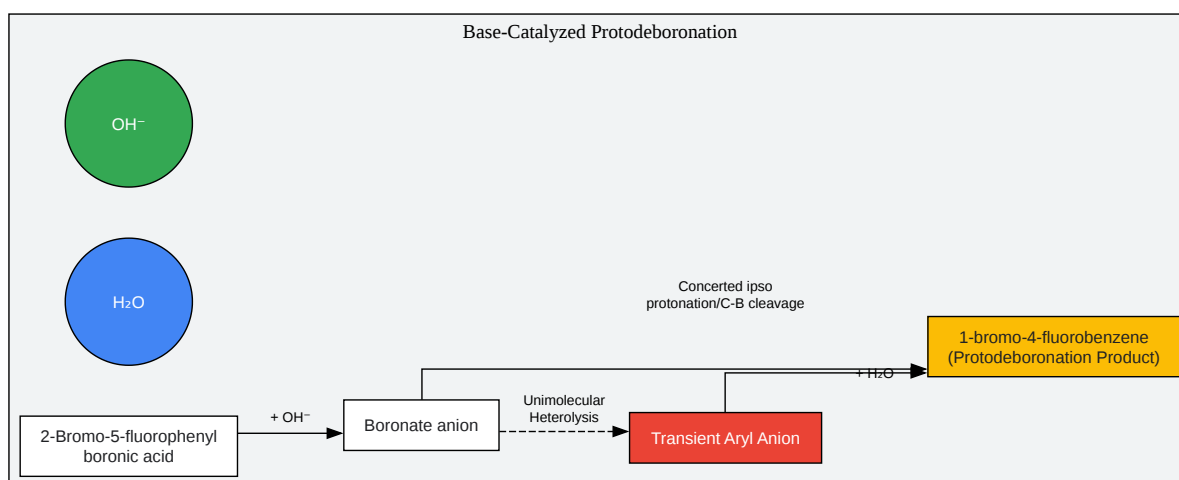 Base-Catalyzed Protodeboronation
OH⁻
H₂O
Concerted ipso
protonation/C-B cleavage
1-bromo-4-fluorobenzene
(Protodeboronation Product)
+ H₂O
Unimolecular
Heterolysis
+ OH⁻
2-Bromo-5-fluorophenyl
boronic acid
Boronate anion
Transient Aryl Anion